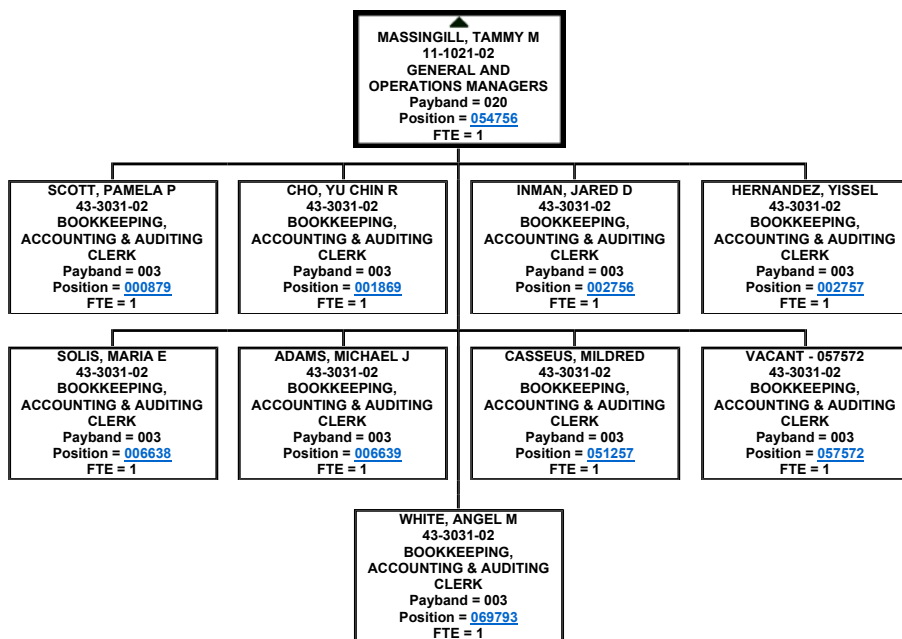 MASSINGILL, TAMMY M
11-1021-02
GENERAL AND
OPERATIONS MANAGERS
Payband = 020
Position = 054756
FTE = 1
SCOTT, PAMELA P
43-3031-02
BOOKKEEPING,
ACCOUNTING & AUDITING
CLERK
Payband = 003
Position = 000879
FTE = 1
CHO, YU CHIN R
43-3031-02
BOOKKEEPING,
ACCOUNTING & AUDITING
CLERK
Payband = 003
Position = 001869
FTE = 1
INMAN, JARED D
43-3031-02
BOOKKEEPING,
ACCOUNTING & AUDITING
CLERK
Payband = 003
Position = 002756
FTE = 1
HERNANDEZ, YISSEL
43-3031-02
BOOKKEEPING,
ACCOUNTING & AUDITING
CLERK
Payband = 003
Position = 002757
FTE = 1
SOLIS, MARIA E
43-3031-02
BOOKKEEPING,
ACCOUNTING & AUDITING
CLERK
Payband = 003
Position = 006638
FTE = 1
ADAMS, MICHAEL J
43-3031-02
BOOKKEEPING,
ACCOUNTING & AUDITING
CLERK
Payband = 003
Position = 006639
FTE = 1
CASSEUS, MILDRED
43-3031-02
BOOKKEEPING,
ACCOUNTING & AUDITING
CLERK
Payband = 003
Position = 051257
FTE = 1
VACANT - 057572
43-3031-02
BOOKKEEPING,
ACCOUNTING & AUDITING
CLERK
Payband = 003
Position = 057572
FTE = 1
WHITE, ANGEL M
43-3031-02
BOOKKEEPING,
ACCOUNTING & AUDITING
CLERK
Payband = 003
Position = 069793
FTE = 1